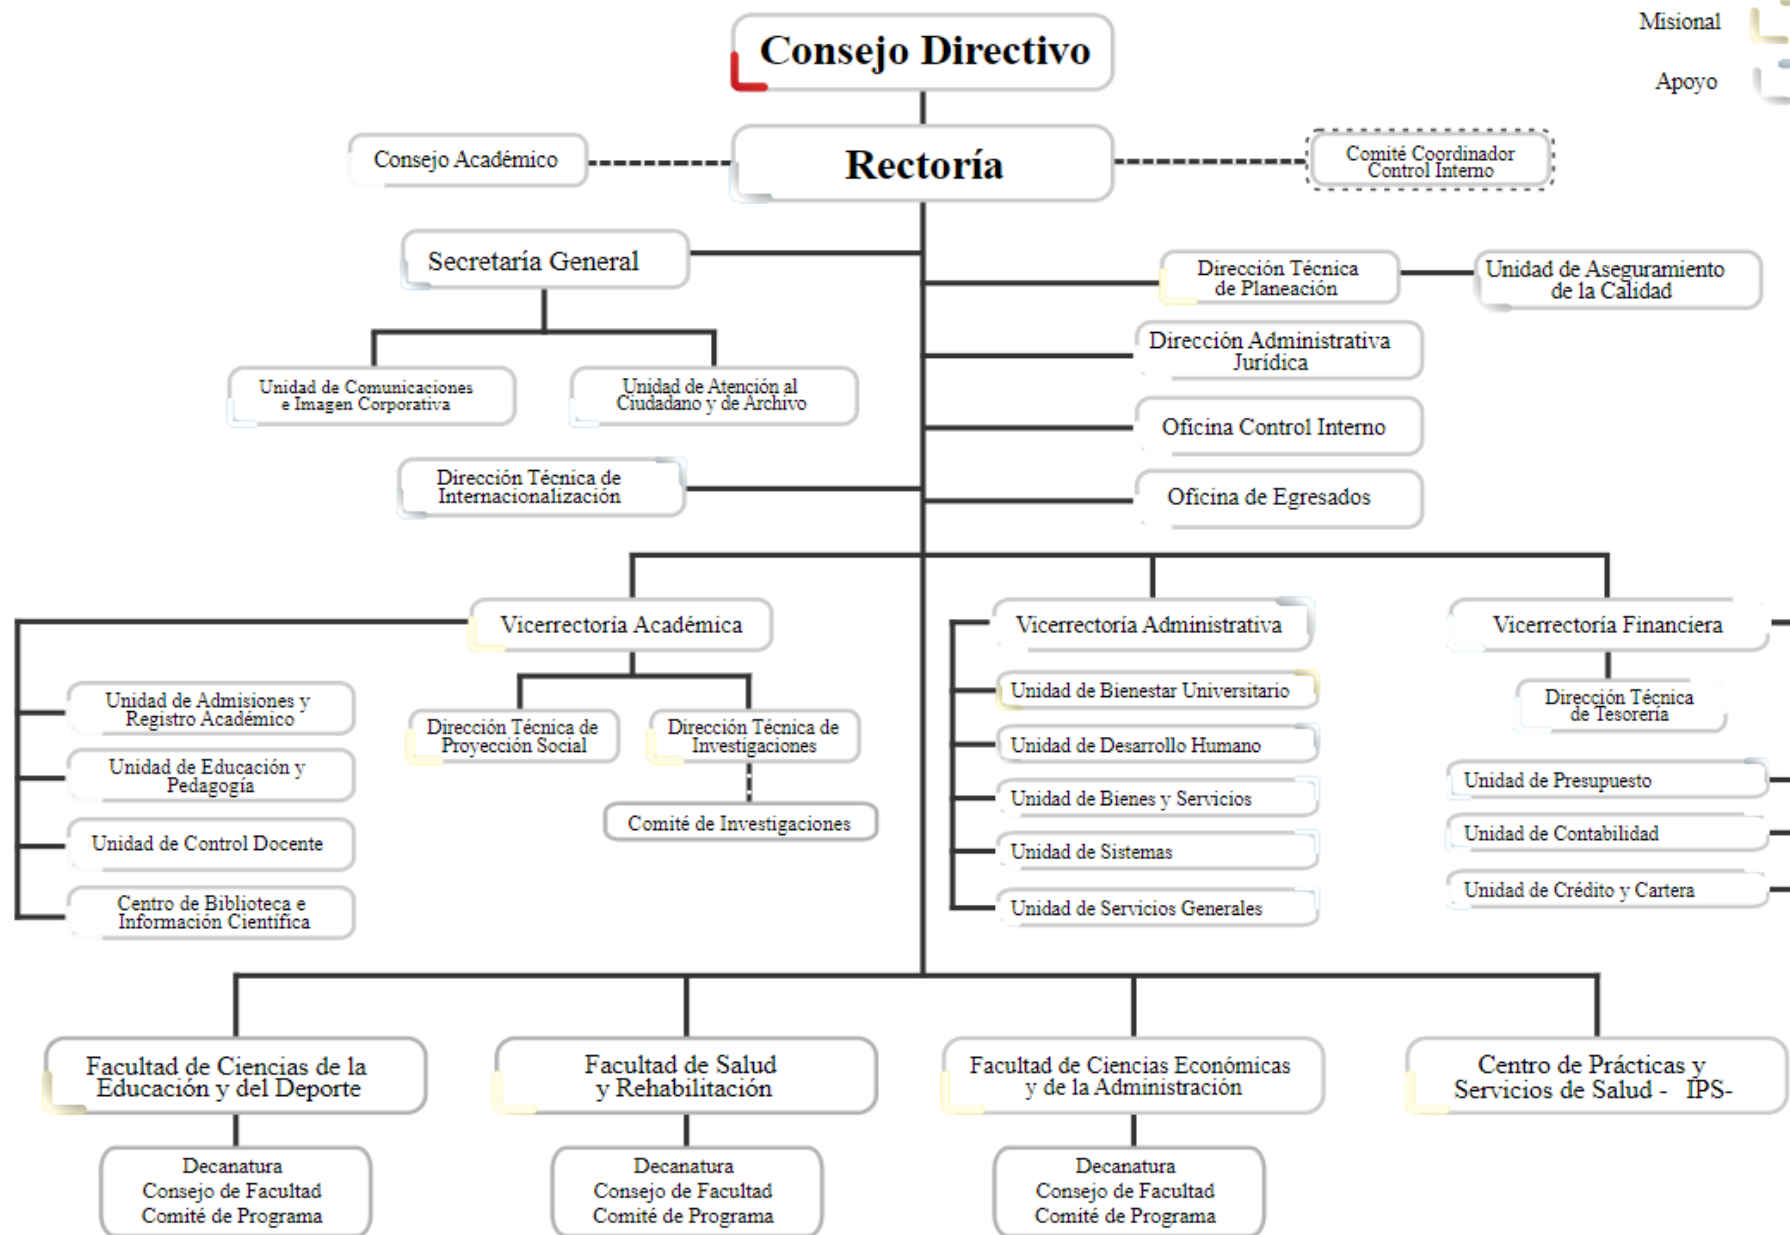 Misional
Apoyo
Consejo Directivo
Consejo Académico
Rectoría
Comité Coordinador
Control Interno
Secretaría General
Dirección Técnica
de Planeación
Unidad de Aseguramiento
de la Calidad
Unidad de Comunicaciones
e Imagen Corporativa
Unidad de Atención al
Ciudadano y de Archivo
Dirección Administrativa
Jurídica
Oficina Control Interno
Dirección Técnica de
Internacionalización
Oficina de Egresados
Vicerrectoría Académica
Vicerrectoría Administrativa
Vicerrectoría Financiera
Unidad de Admisiones y
Registro Académico
Unidad de Educación y
Pedagogía
Unidad de Control Docente
Centro de Biblioteca e
Información Científica
Dirección Técnica de
Proyección Social
Dirección Técnica de
Investigaciones
Comité de Investigaciones
Unidad de Bienestar Universitario
Unidad de Desarrollo Humano
Unidad de Bienes y Servicios
Unidad de Sistemas
Unidad de Servicios Generales
Dirección Técnica
de Tesorería
Unidad de Presupuesto
Unidad de Contabilidad
Unidad de Crédito y Cartera
Facultad de Ciencias de la
Educación y del Deporte
Facultad de Salud
y Rehabilitación
Facultad de Ciencias Económicas
y de la Administración
Centro de Prácticas y
Servicios de Salud - IPS-
Decanatura
Consejo de Facultad
Comité de Programa
Decanatura
Consejo de Facultad
Comité de Programa
Decanatura
Consejo de Facultad
Comité de Programa